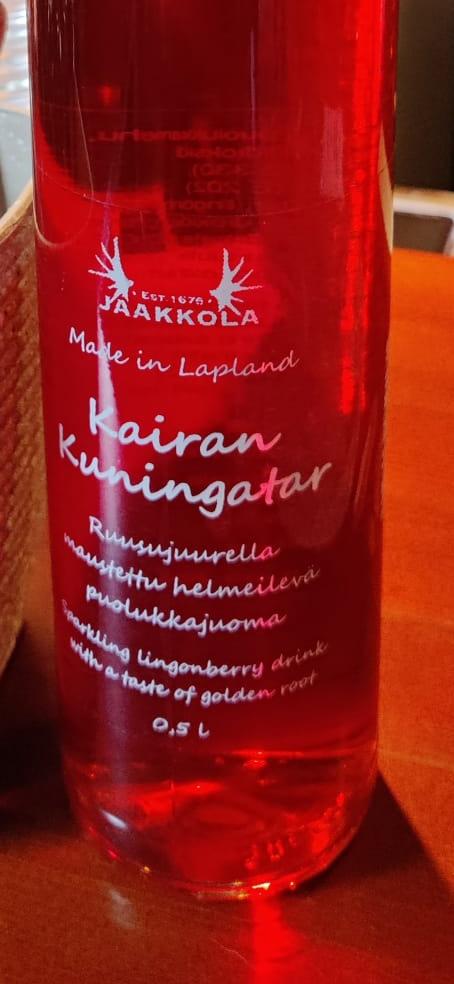 • EST. 1676 •
JAAKKOLA
Made in Lapland
Kairan
Kuningatar
Ruusujuurella
maustettu helmeilevä
puolukkajuoma
Sparkling lingonberry drink
with a taste of golden root
0,5 L